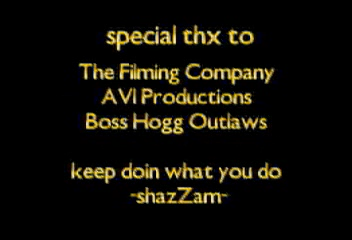 special thx to
The Filming Company
AVI Productions
Boss Hogg Outlaws
keep doin what you do
-shazZam-